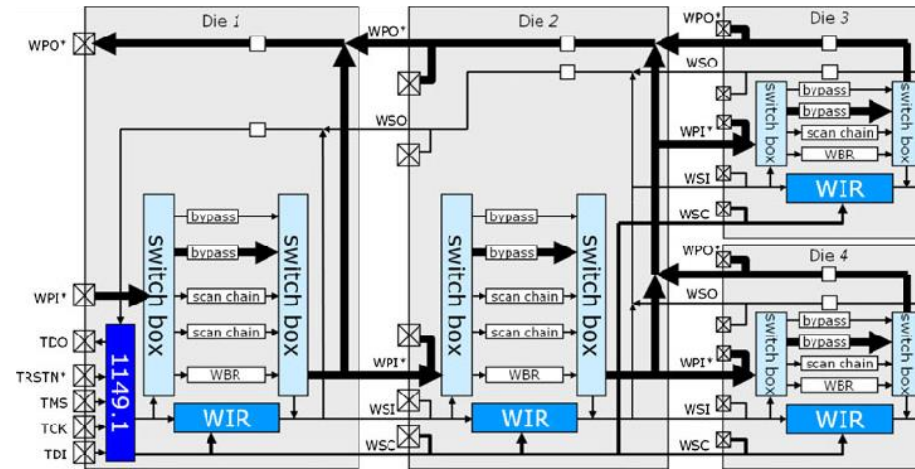 Die 1
Die 2
Die 3
WPO*
WPO*
WPO*
WSO
WSO
bypass
bypass
scan chain
WBR
switch box
switch box
WPI*
WSI
WIR
WSC
bypass
bypass
scan chain
scan chain
WBR
switch box
switch box
WIR
bypass
bypass
scan chain
scan chain
WBR
switch box
switch box
WIR
WPI*
TDO
TRSTN*
TMS
TCK
TDI
1149.1
WPI*
WSI
WSC
Die 4
WPO*
WSO
bypass
bypass
scan chain
WBR
switch box
switch box
WPI*
WSI
WIR
WSC